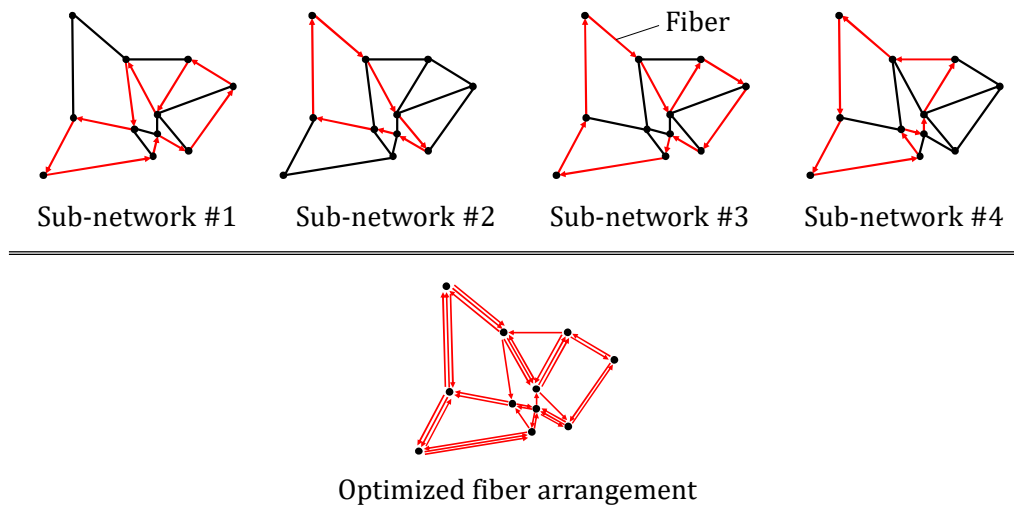 Fiber
Sub-network #1
Sub-network #2
Sub-network #3
Sub-network #4
Optimized fiber arrangement